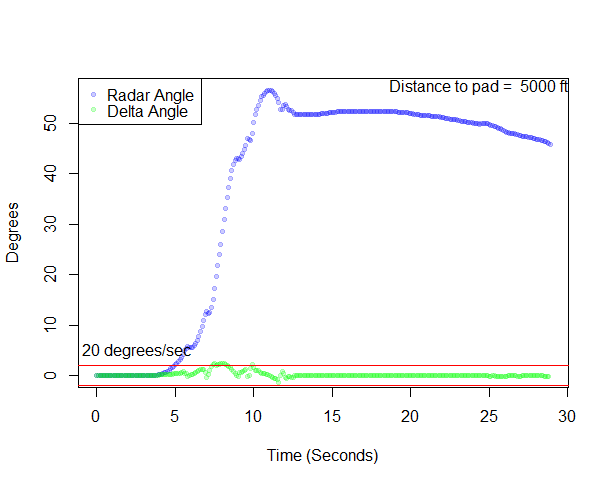 Distance to pad = 5000 ft
Radar Angle
Delta Angle
20 degrees/sec
Degrees
50
40
30
20
10
0
0 5 10 15 20 25 30
Time (Seconds)